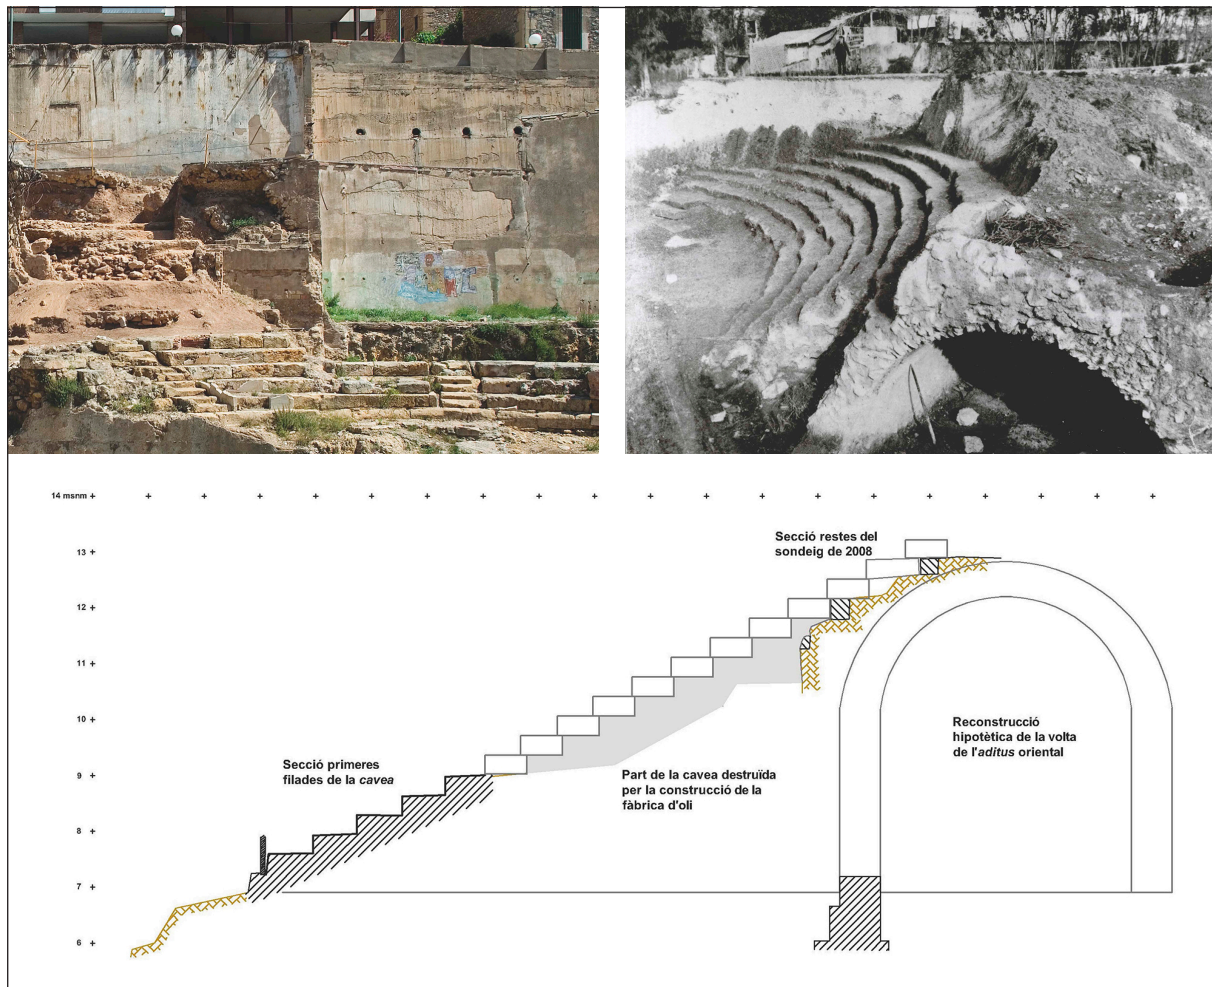 14 msnm
13
12
11
10
9
8
7
6
Secció restes del
sondeig de 2008
Reconstrucció
hipotètica de la volta
de l'aditus oriental
Secció primeres
filades de la cavea
Part de la cavea destruïda
per la construcció de la
fàbrica d'oli